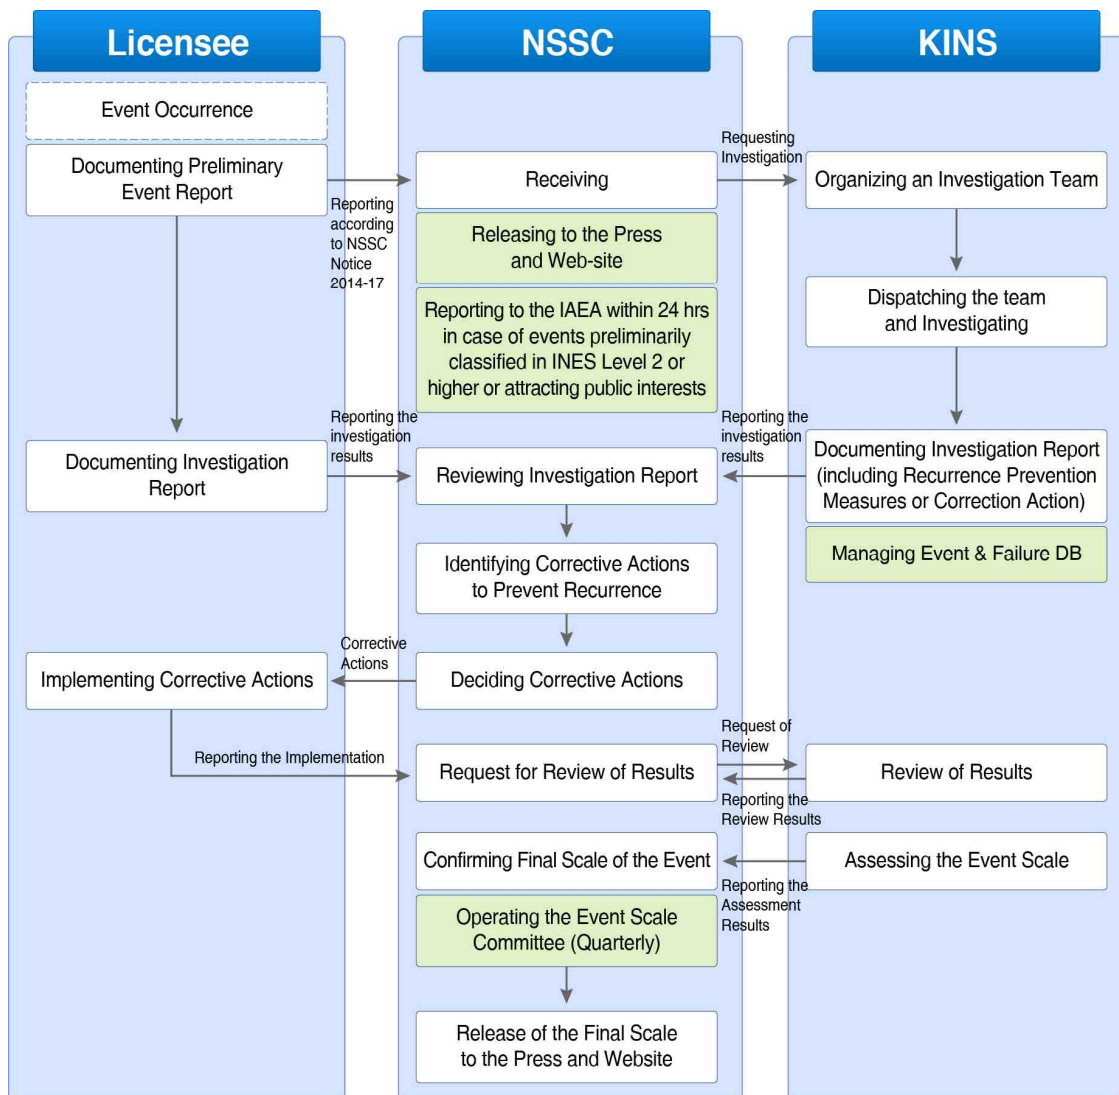 Licensee
NSSC
KINS
Event Occurrence
Documenting Preliminary
Event Report
Reporting
according
to NSSC
Notice
2014-17
Receiving
Requesting
Investigation
Organizing an Investigation Team
Releasing to the Press
and Web-site
Reporting to the IAEA within 24 hrs
in case of events preliminarily
classified in INES Level 2 or
higher or attracting public interests
Dispatching the team
and Investigating
Documenting Investigation
Report
Reporting the
investigation
results
Reviewing Investigation Report
Reporting the
investigation
results
Documenting Investigation Report
(including Recurrence Prevention
Measures or Correction Action)
Managing Event & Failure DB
Identifying Corrective Actions
to Prevent Recurrence
Implementing Corrective Actions
Corrective
Actions
Deciding Corrective Actions
Reporting the Implementation
Request for Review of Results
Request of
Review
Review of Results
Reporting the
Review Results
Confirming Final Scale of the Event
Assessing the Event Scale
Reporting the
Assessment
Results
Operating the Event Scale
Committee (Quarterly)
Release of the Final Scale
to the Press and Website